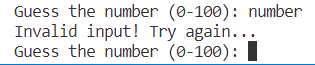 Guess the number (0-100): number
Invalid input! Try again...
Guess the number (0-100):